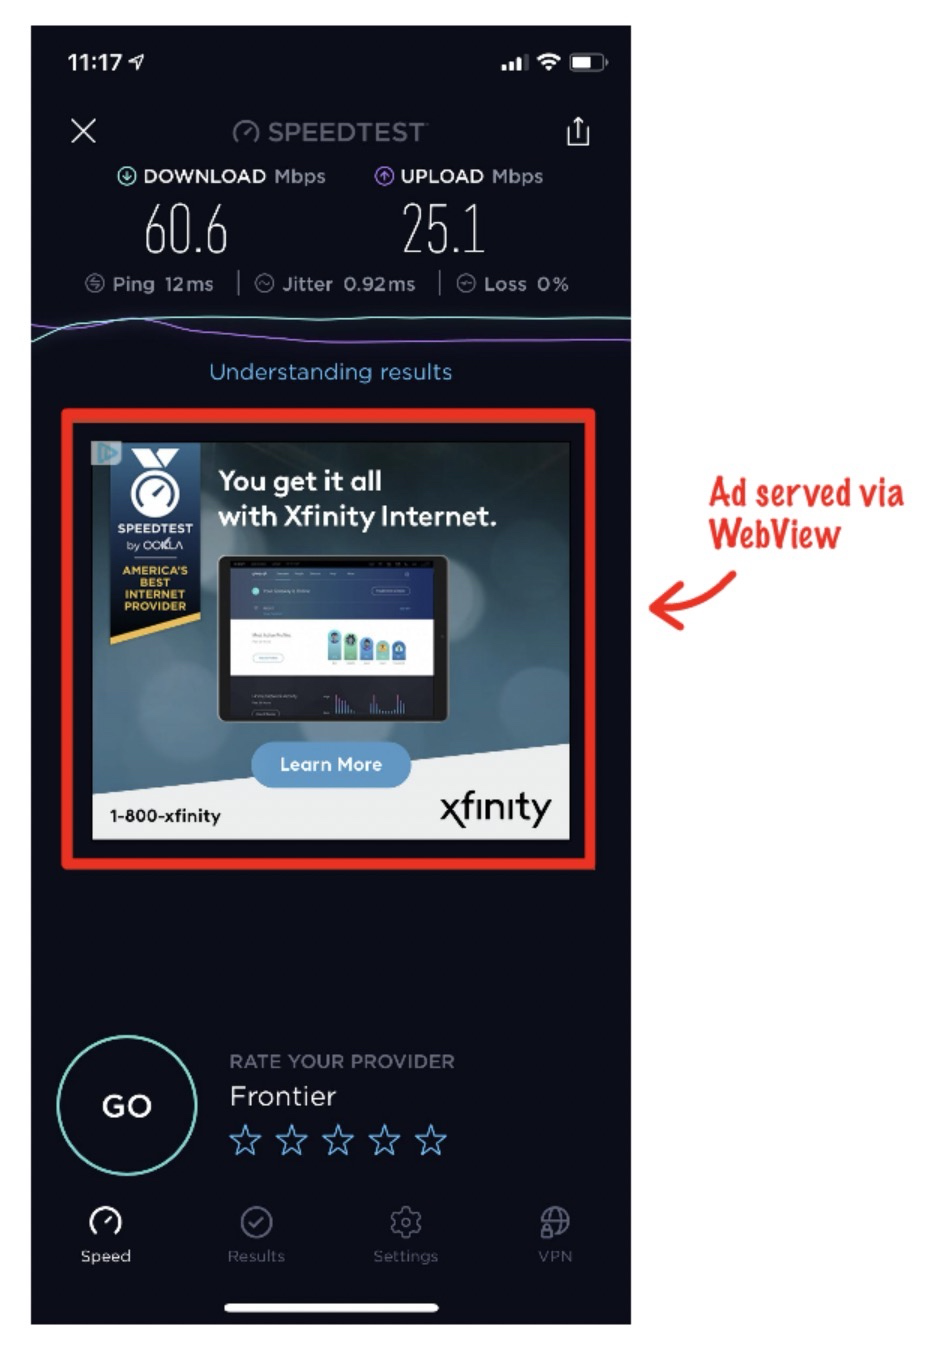 11:17
SPEEDTEST
DOWNLOAD Mbps
UPLOAD Mbps
60.6
25.1
Ping 12ms
Jitter 0.92ms
Loss 0%
Understanding results
You get it all
with Xfinity Internet.
SPEEDTEST
by OOKLA
AMERICA'S
BEST
INTERNET
PROVIDER
Learn More
1-800-xfinity
xfinity
Ad served via
WebView
GO
RATE YOUR PROVIDER
Frontier
Speed
Results
Settings
VPN